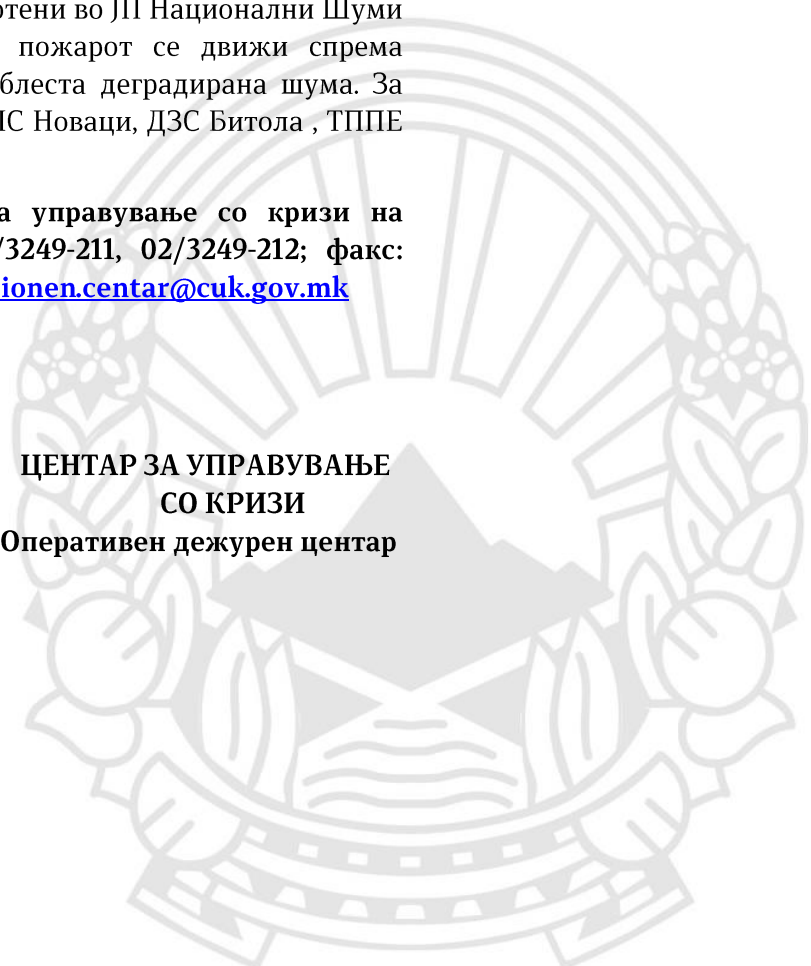 отени во ЈП Национални Шуми
пожарот се движи спрема
блеста деградирана шума. За
ПС Новаци, ДЗС Битола , ТППЕ
а управување со кризи на
/3249-211, 02/3249-212; факс:
ionen.centar@cuk.gov.mk
ЦЕНТАР ЗА УПРАВУВАЊЕ
СО КРИЗИ
Оперативен дежурен центар